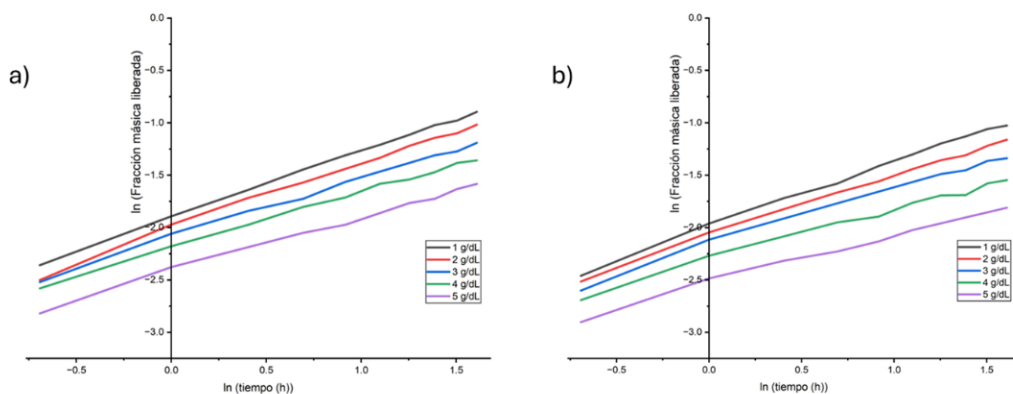 a)
ln (Fracción másica liberada)
0.0
−0.5
−1.0
−1.5
−2.0
−2.5
−3.0
−0.5 0.0 0.5 1.0 1.5
ln (tiempo (h))
1 g/dL
2 g/dL
3 g/dL
4 g/dL
5 g/dL
b)
ln (Fracción másica liberada)
0.0
−0.5
−1.0
−1.5
−2.0
−2.5
−3.0
−0.5 0.0 0.5 1.0 1.5
ln (tiempo (h))
1 g/dL
2 g/dL
3 g/dL
4 g/dL
5 g/dL